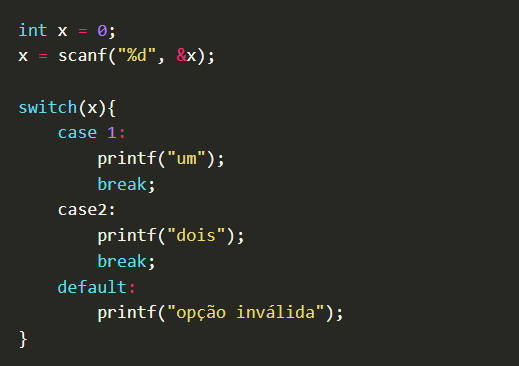 int x = 0;
x = scanf("%d", &x);
switch(x){
case 1:
printf("um");
break;
case2:
printf("dois");
break;
default:
printf("opção inválida");
}